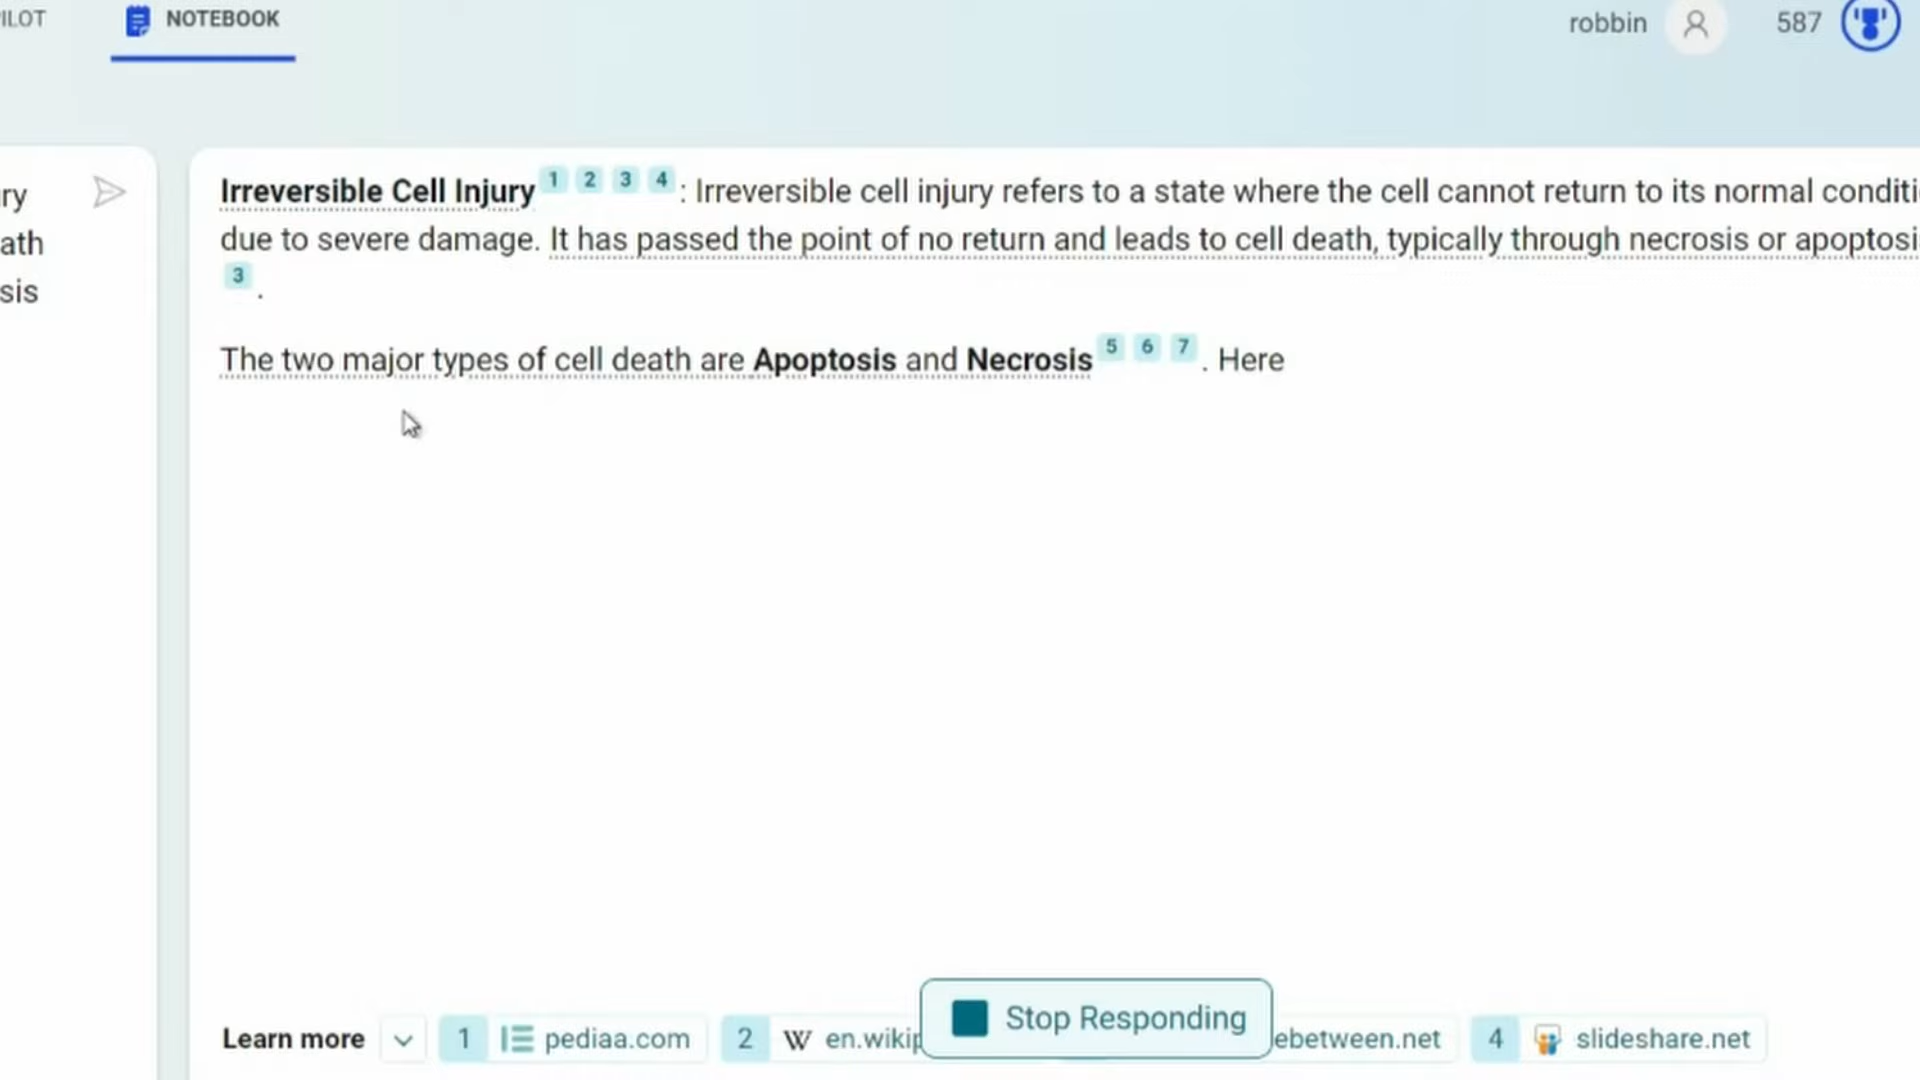 ILOT
NOTEBOOK
robbin
587
ry
ath
sis
Irreversible Cell Injury 1 2 3 4 : Irreversible cell injury refers to a state where the cell cannot return to its normal conditi
due to severe damage. It has passed the point of no return and leads to cell death, typically through necrosis or apoptosi
3 .
The two major types of cell death are Apoptosis and Necrosis 5 6 7 . Here
Stop Responding
Learn more 1 pediaa.com 2 W en.wikip ebetween.net 4 slideshare.net